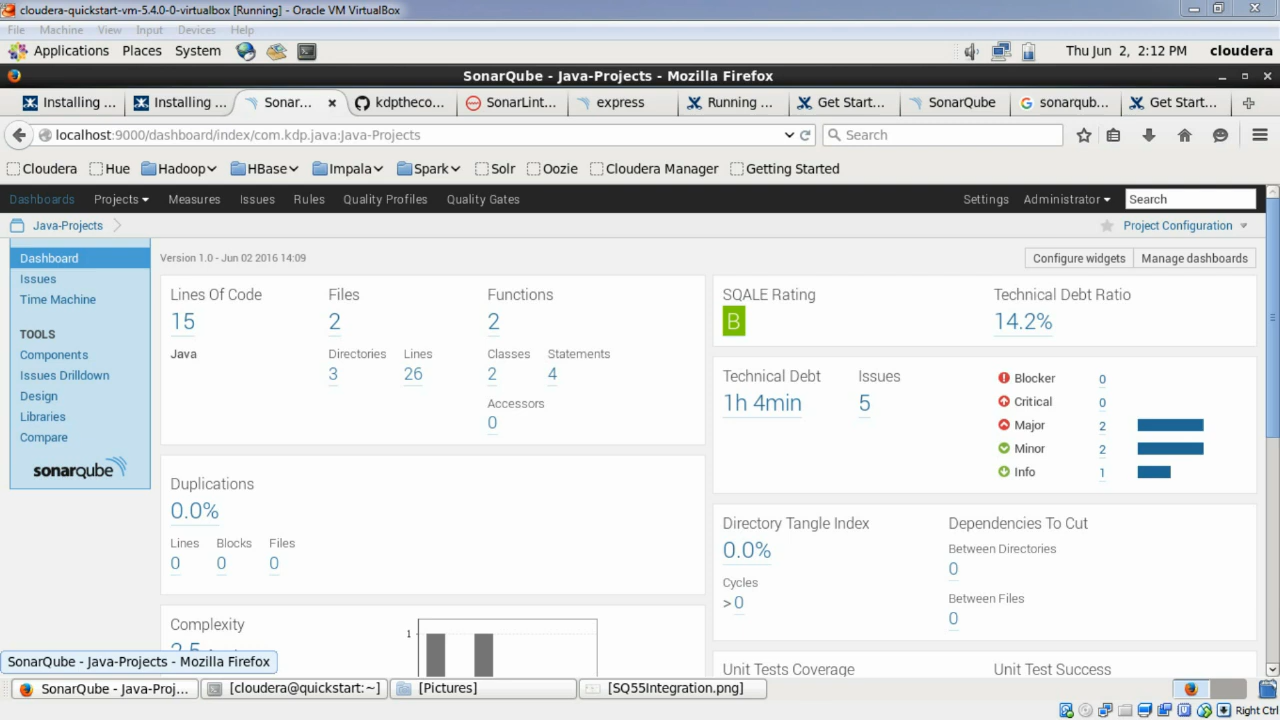 cloudera-quickstart-vm-5.4.0-0-virtualbox [Running] - Oracle VM VirtualBox
File Machine View Input Devices Help
Applications Places System Thu Jun 2, 2:12 PM cloudera
SonarQube - Java-Projects - Mozilla Firefox
Installing ... Installing ... Sonar... kdptheco... SonarLint... express Running ... Get Start... SonarQube sonarqub... Get Start...
localhost:9000/dashboard/index/com.kdp.java:Java-Projects Search
Cloudera Hue Hadoop HBase Impala Spark Solr Oozie Cloudera Manager Getting Started
Dashboards Projects Measures Issues Rules Quality Profiles Quality Gates Settings Administrator Search
Java-Projects Project Configuration
Dashboard
Issues
Time Machine
TOOLS
Components
Issues Drilldown
Design
Libraries
Compare
sonarqube
Version 1.0 - Jun 02 2016 14:09 Configure widgets Manage dashboards
Lines Of Code Files Functions
15 2 2
Java Directories Lines Classes Statements
3 26 2 4
Accessors
0
Duplications
0.0%
Lines Blocks Files
0 0 0
Complexity
1
SQALE Rating Technical Debt Ratio
B 14.2%
Technical Debt Issues
1h 4min 5
Blocker 0
Critical 0
Major 2
Minor 2
Info 1
Directory Tangle Index Dependencies To Cut
0.0% Between Directories
0
Cycles
> 0
Between Files
0
Unit Tests Coverage Unit Test Success
SonarQube - Java-Projects - Mozilla Firefox
SonarQube - Java-Proj... [cloudera@quickstart:~] [Pictures] [SQ55Integration.png]
Right Ctrl